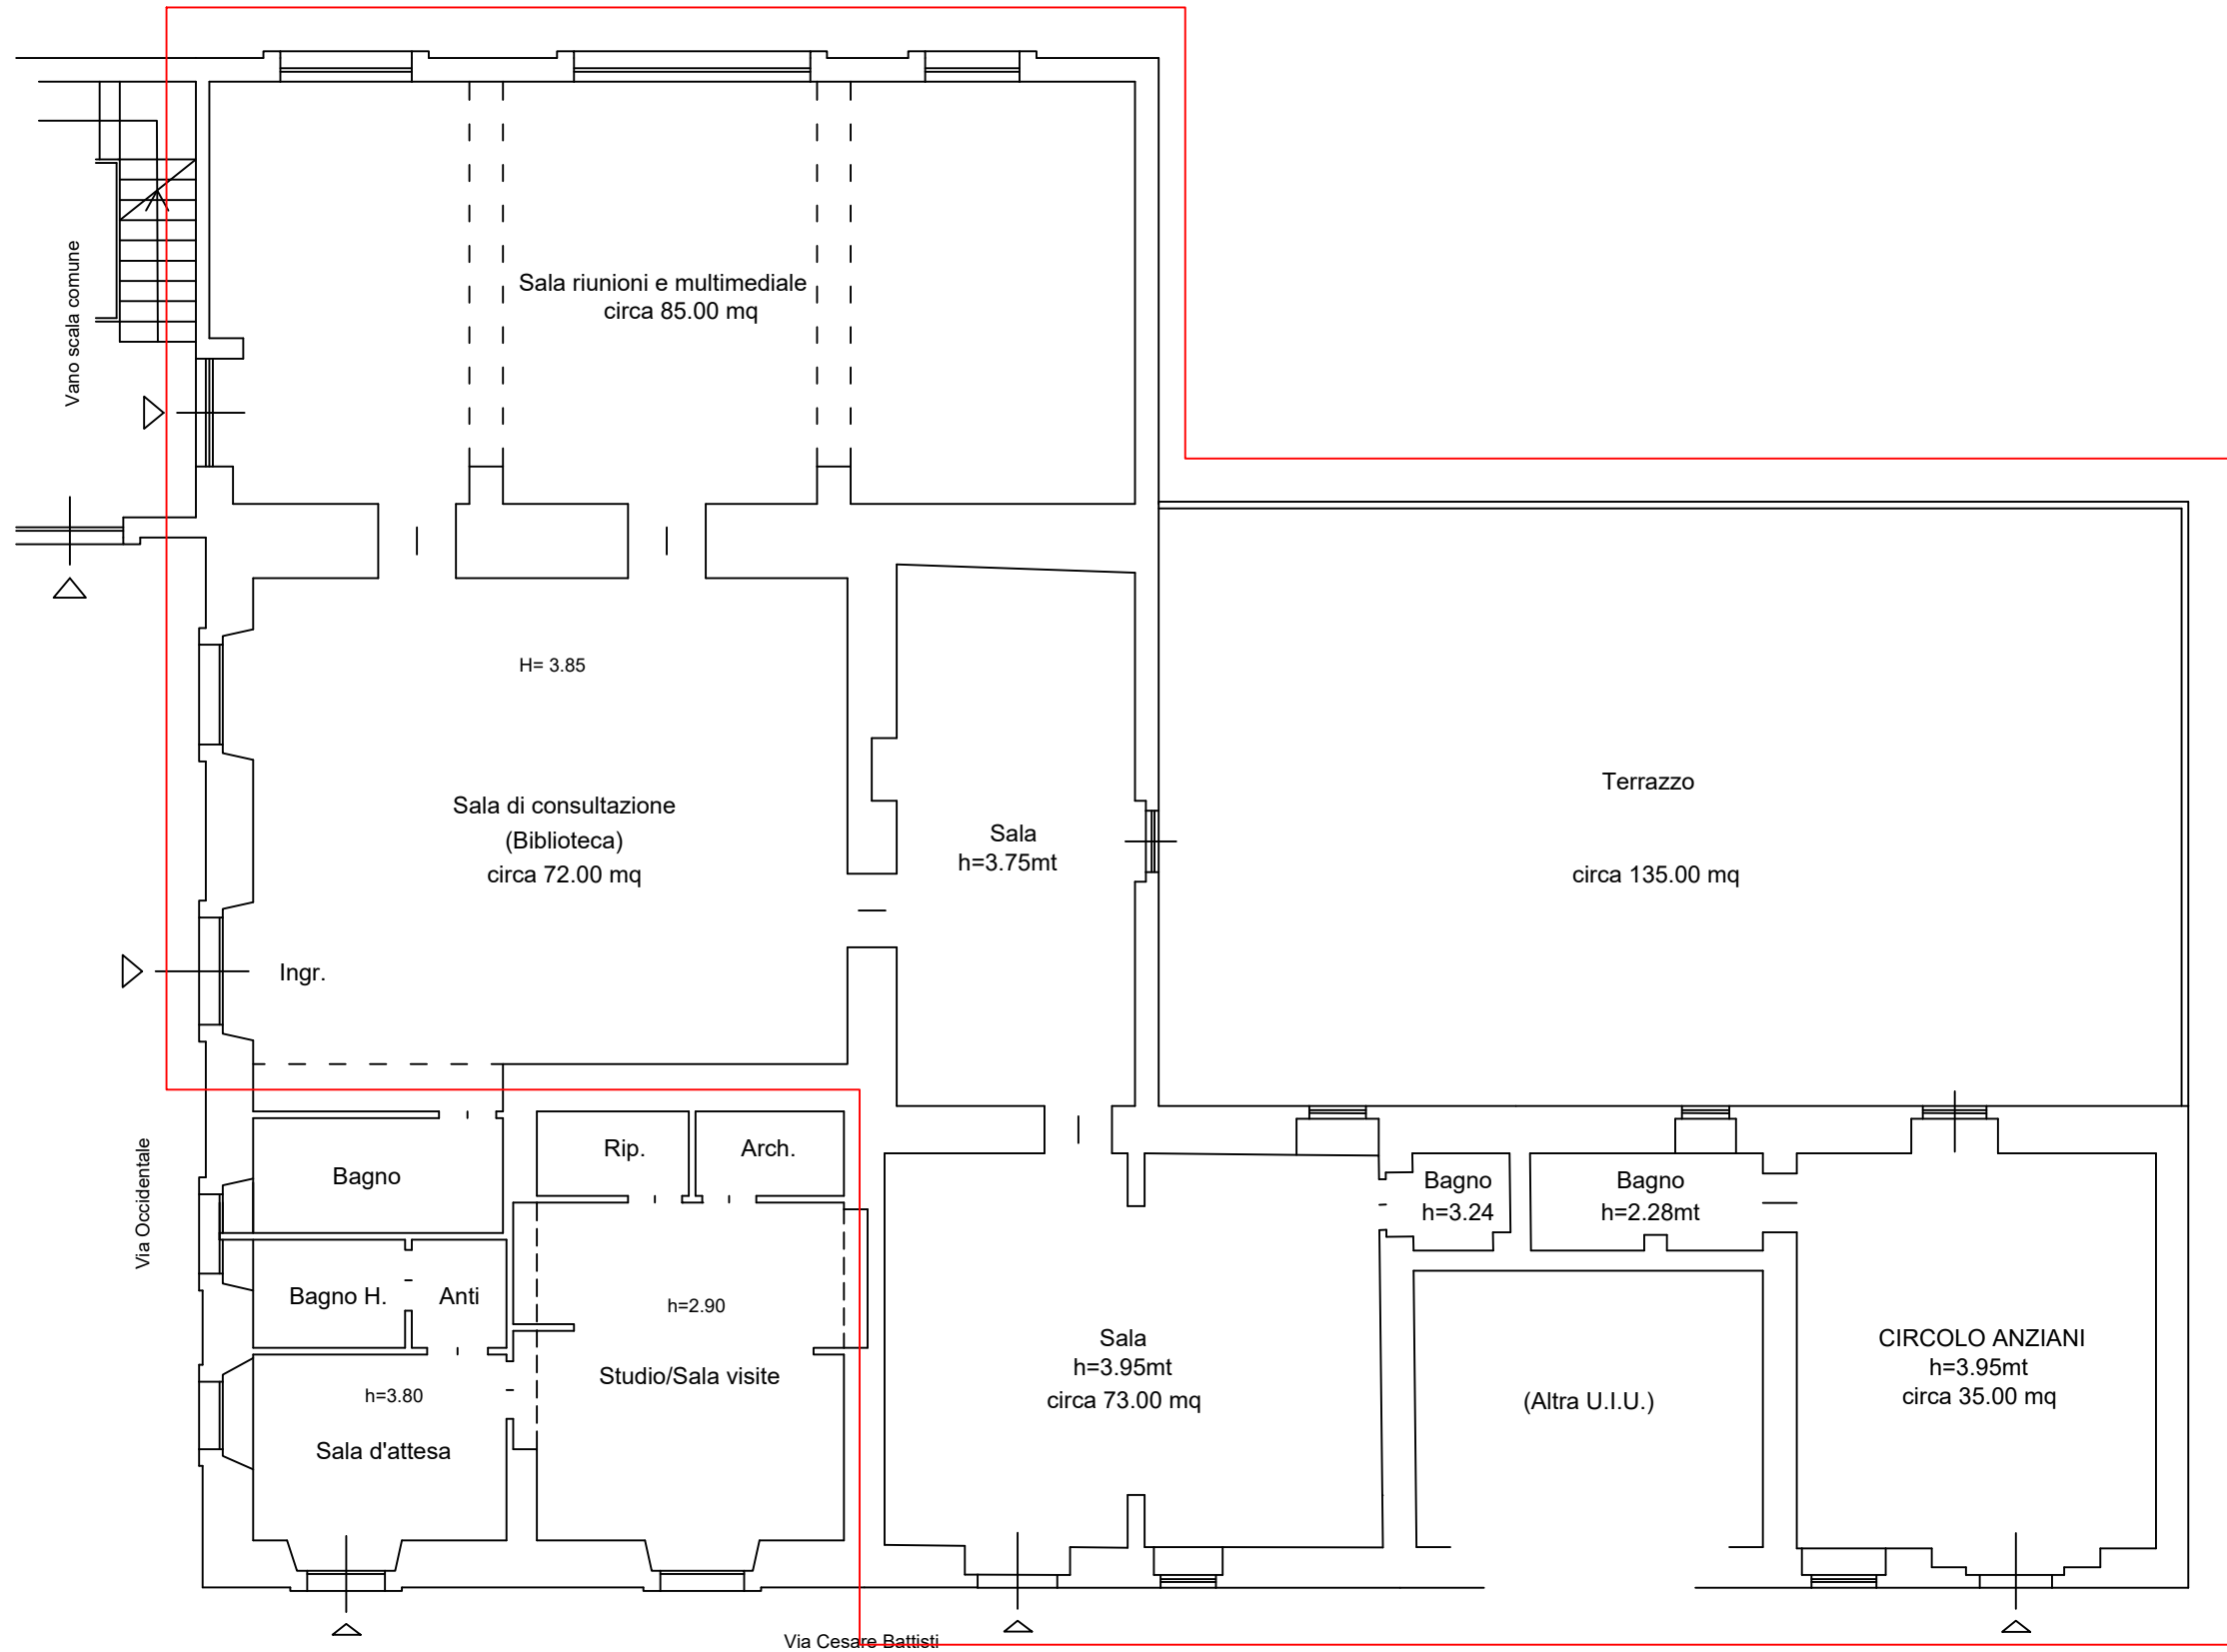 Vano scala comune
Sala riunioni e multimediale
circa 85.00 mq
H= 3.85
Sala di consultazione
(Biblioteca)
circa 72.00 mq
Ingr.
Sala
h=3.75mt
Terrazzo
circa 135.00 mq
Via Occidentale
Bagno
Rip.
Arch.
Bagno H.
Anti
h=2.90
Studio/Sala visite
h=3.80
Sala d'attesa
Bagno
h=3.24
Bagno
h=2.28mt
Sala
h=3.95mt
circa 73.00 mq
(Altra U.I.U.)
CIRCOLO ANZIANI
h=3.95mt
circa 35.00 mq
Via Cesare Battisti